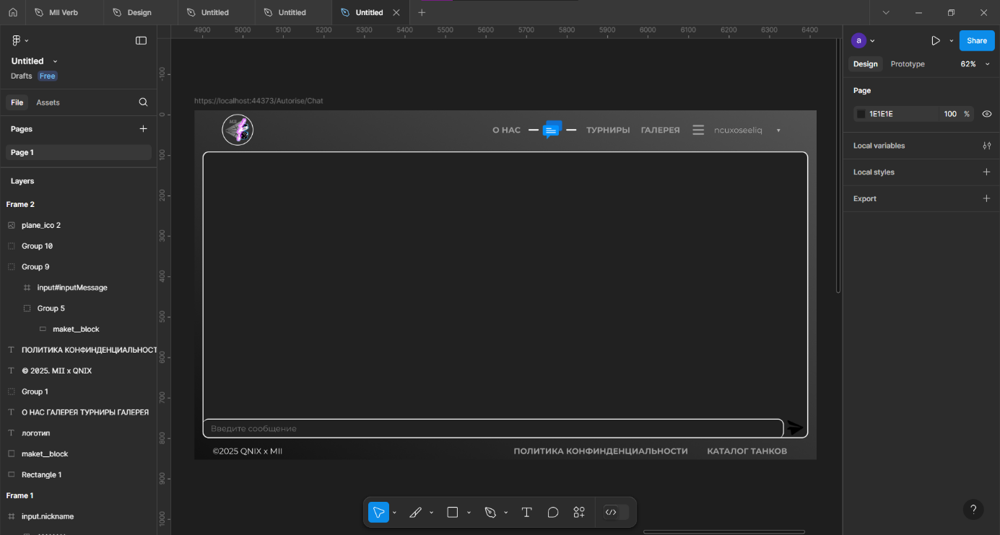 MII Verb
Design
Untitled
Untitled
Untitled
Untitled
Drafts Free
File Assets
Pages
Page 1
Layers
Frame 2
plane_ico 2
Group 10
Group 9
input#inputMessage
Group 5
maket__block
ПОЛИТИКА КОНФИНДЕНЦИАЛЬНОСТ
© 2025. MII x QNIX
Group 1
О НАС ГАЛЕРЕЯ ТУРНИРЫ ГАЛЕРЕЯ
логотип
maket__block
Rectangle 1
Frame 1
input.nickname
4900 5000 5100 5200 5300 5400 5500 5600 5700 5800 5900 6000 6100 6200 6300 6400
-100
0
100
200
300
400
500
600
700
800
900
1000
https://localhost:44373/Autorise/Chat
MII
О НАС
ТУРНИРЫ ГАЛЕРЕЯ
ncuxoseeliq
Введите сообщение
©2025 QNIX x MII
ПОЛИТИКА КОНФИНДЕНЦИАЛЬНОСТИ
КАТАЛОГ ТАНКОВ
a
Share
Design Prototype 62%
Page
1E1E1E 100 %
Local variables
Local styles
Export
?